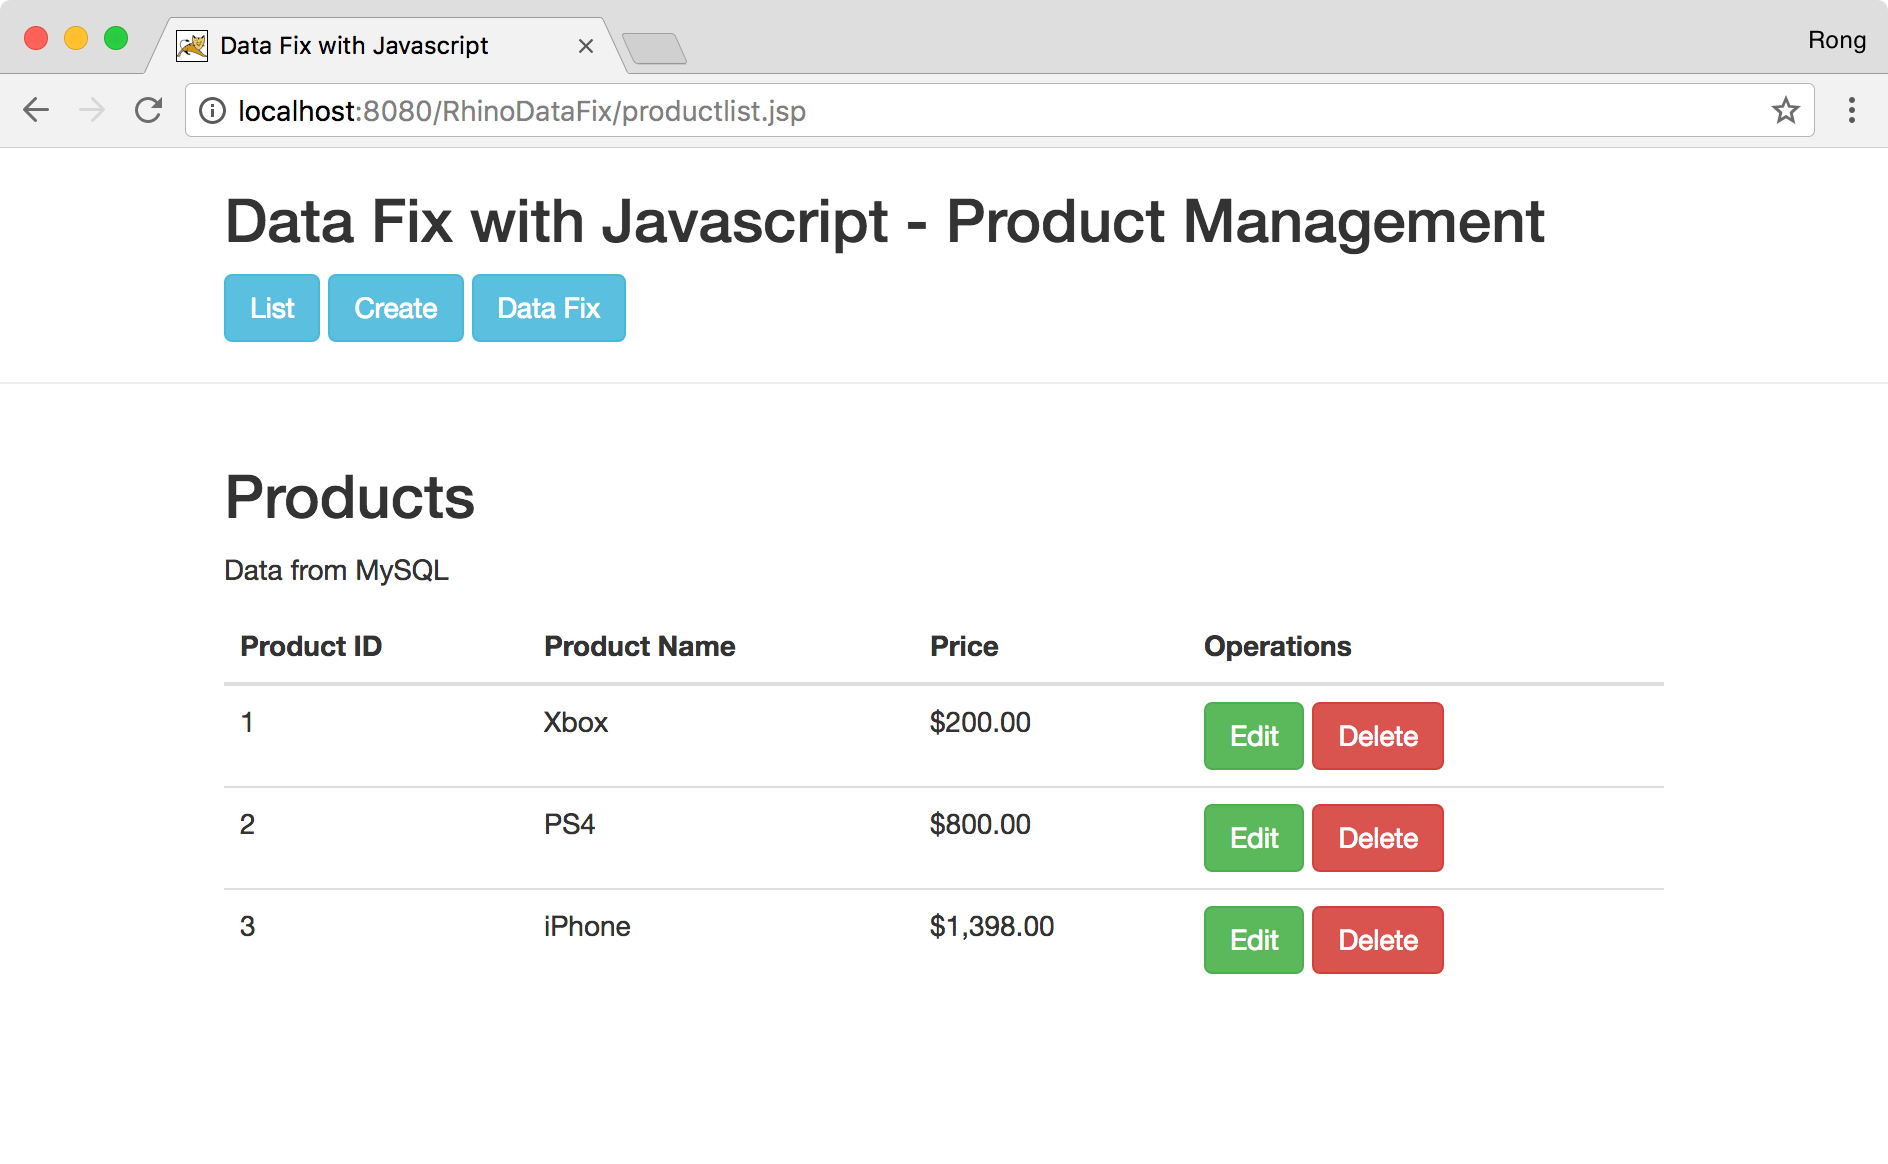 Data Fix with Javascript
Rong
localhost:8080/RhinoDataFix/productlist.jsp
Data Fix with Javascript - Product Management
List Create Data Fix
Products
Data from MySQL
Product ID Product Name Price Operations
1 Xbox $200.00 Edit Delete
2 PS4 $800.00 Edit Delete
3 iPhone $1,398.00 Edit Delete